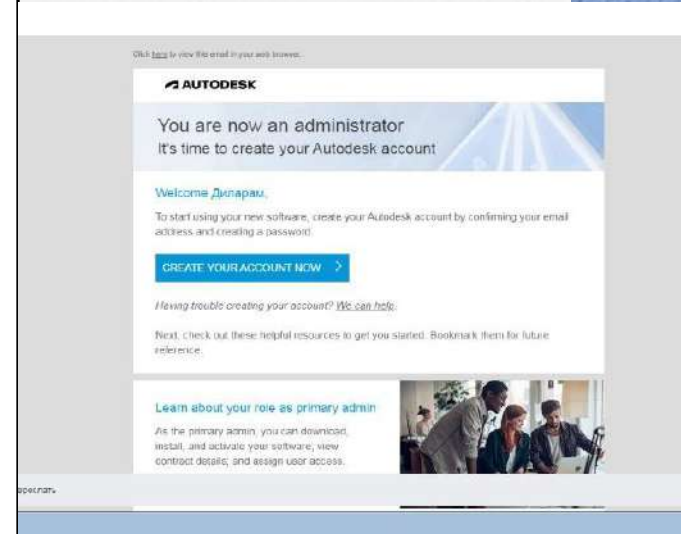 Click here to view this email in your web browser.
AUTODESK
You are now an administrator
It's time to create your Autodesk account
Welcome Диларам,
To start using your new software, create your Autodesk account by confirming your email
address and creating a password.
CREATE YOUR ACCOUNT NOW >
Having trouble creating your account? We can help.
Next, check out these helpful resources to get you started. Bookmark them for future
reference.
Learn about your role as primary admin
As the primary admin, you can download,
install, and activate your software; view
contract details; and assign user access.